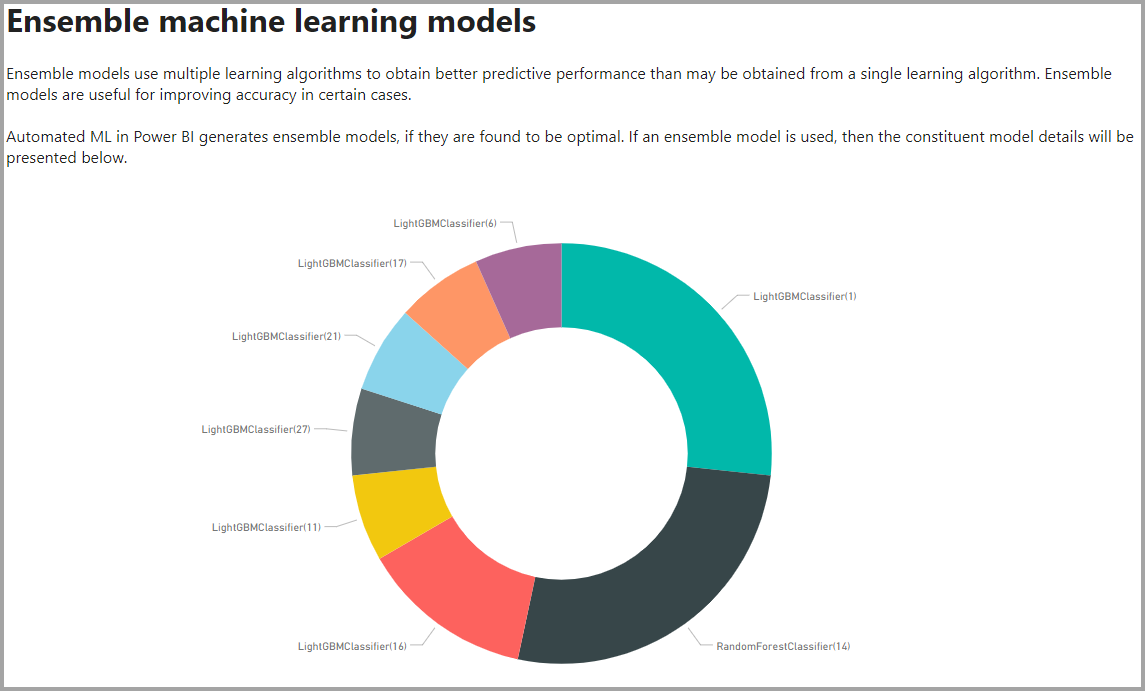 Ensemble machine learning models
Ensemble models use multiple learning algorithms to obtain better predictive performance than may be obtained from a single learning algorithm. Ensemble
models are useful for improving accuracy in certain cases.
Automated ML in Power BI generates ensemble models, if they are found to be optimal. If an ensemble model is used, then the constituent model details will be
presented below.
LightGBMClassifier(6)
LightGBMClassifier(17)
LightGBMClassifier(1)
LightGBMClassifier(21)
LightGBMClassifier(27)
LightGBMClassifier(11)
LightGBMClassifier(16)
RandomForestClassifier(14)